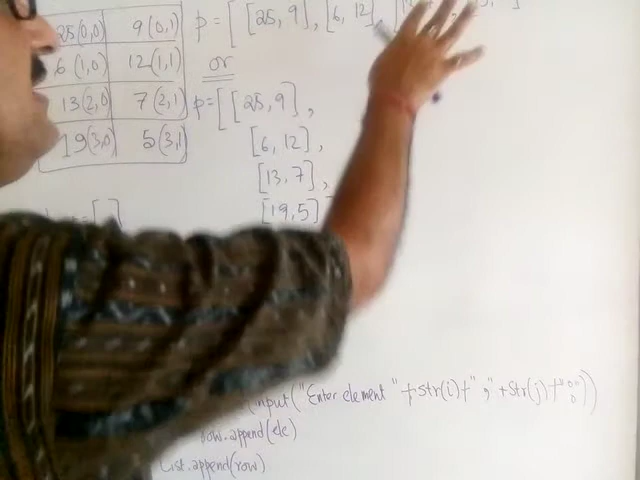 25(0,0) 9(0,1)
6(1,0) 12(1,1)
13(2,0) 7(2,1)
19(3,0) 5(3,1)
p=[[25,9],[6,12]
or
p=[[25,9],
[6,12],
[13,7],
[19,5]
=[ ]
input("Enter element "+str(i)+","+str(j)+":"))
row.append(ele)
List.append(row)